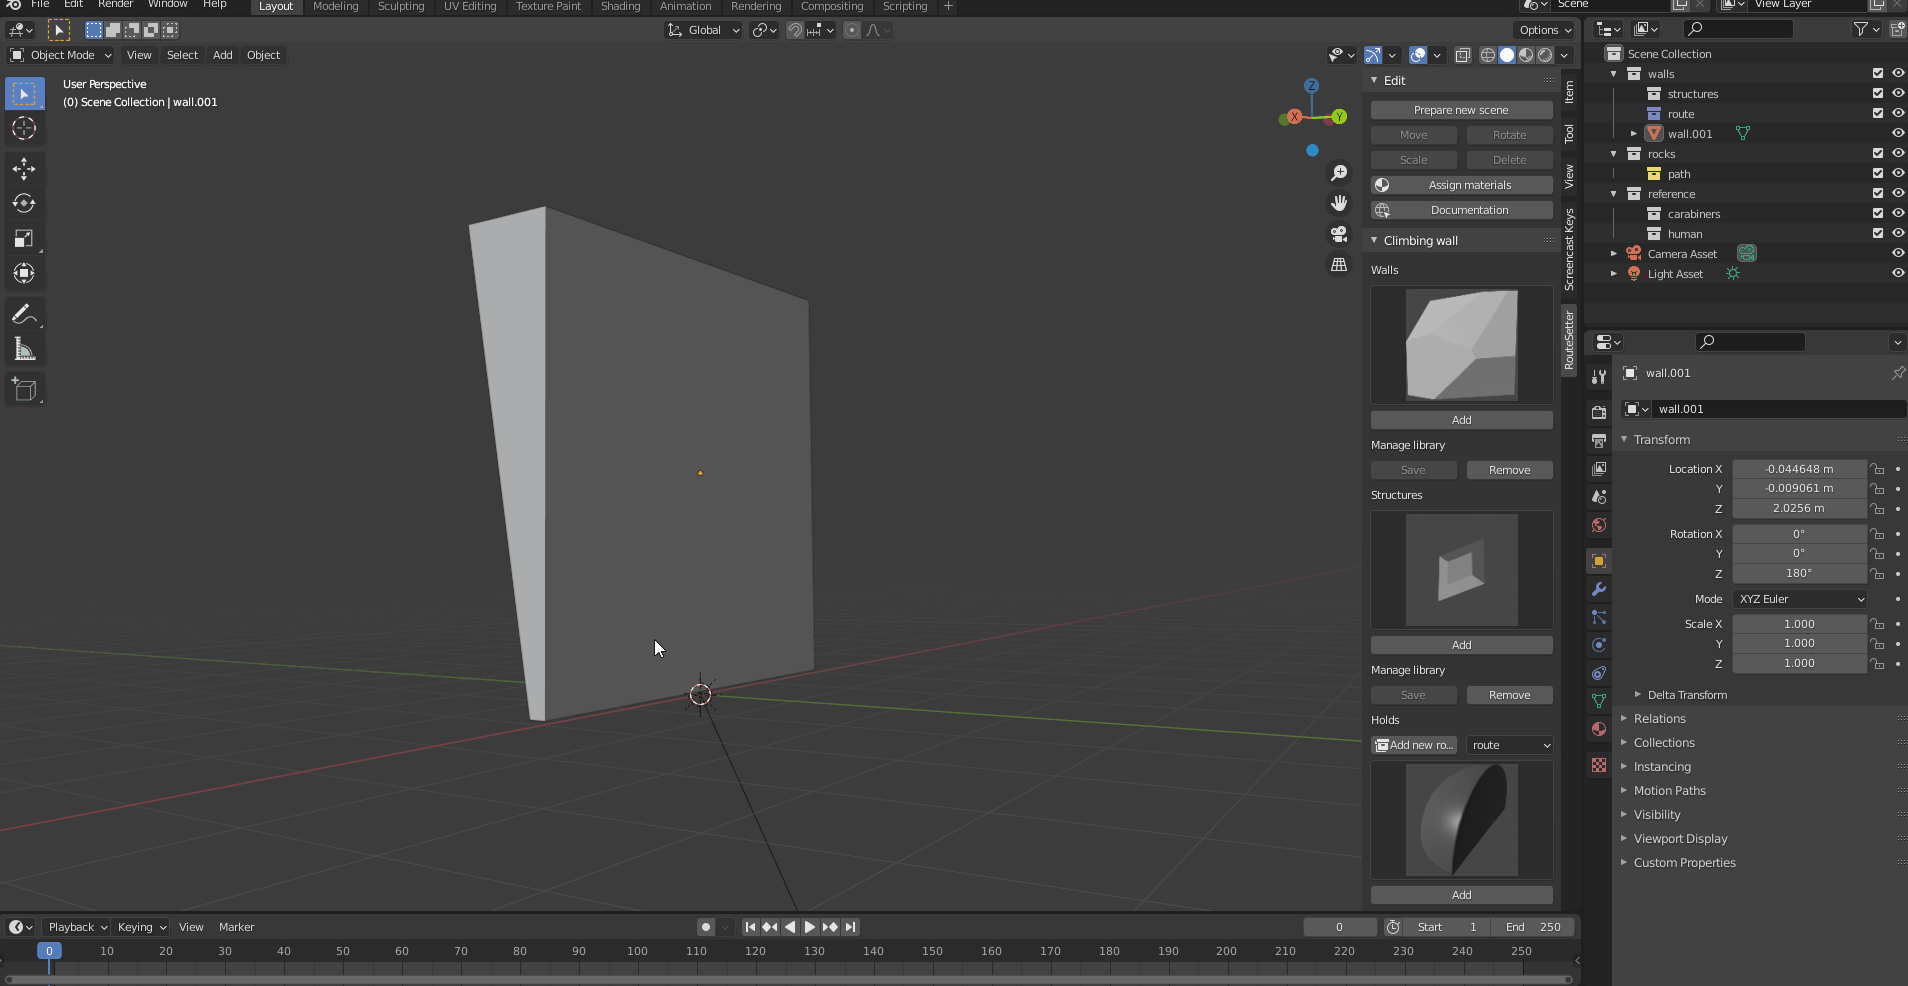 File Edit Render Window Help Layout Modeling Sculpting UV Editing Texture Paint Shading Animation Rendering Compositing Scripting + Scene View Layer
Global Options
Object Mode View Select Add Object
User Perspective
(0) Scene Collection | wall.001
Z
X
Y
Edit
Prepare new scene
Move Rotate
Scale Delete
Assign materials
Documentation
Climbing wall
Walls
Add
Manage library
Save Remove
Structures
Add
Manage library
Save Remove
Holds
Add new ro... route
Add
Item
Tool
View
Screencast Keys
RouteSetter
Scene Collection
walls
structures
route
wall.001
rocks
path
reference
carabiners
human
Camera Asset
Light Asset
wall.001
wall.001
Transform
Location X -0.044648 m
Y -0.009061 m
Z 2.0256 m
Rotation X 0°
Y 0°
Z 180°
Mode XYZ Euler
Scale X 1.000
Y 1.000
Z 1.000
Delta Transform
Relations
Collections
Instancing
Motion Paths
Visibility
Viewport Display
Custom Properties
Playback Keying View Marker 0 Start 1 End 250
0 10 20 30 40 50 60 70 80 90 100 110 120 130 140 150 160 170 180 190 200 210 220 230 240 250